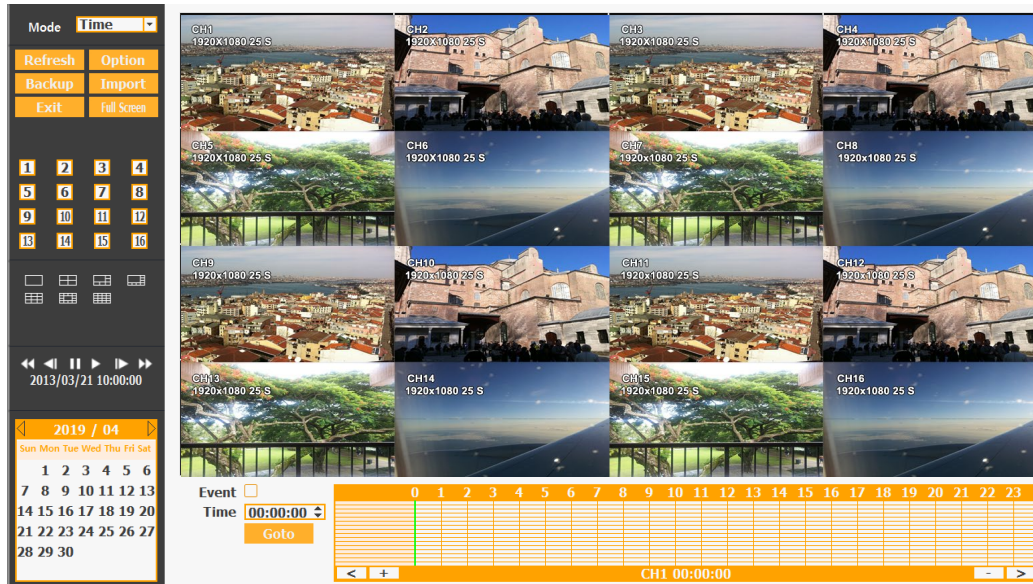 Mode Time
Refresh Option
Backup Import
Exit Full Screen
1 2 3 4
5 6 7 8
9 10 11 12
13 14 15 16
2013/03/21 10:00:00
2019 / 04
Sun Mon Tue Wed Thu Fri Sat
1 2 3 4 5 6
7 8 9 10 11 12 13
14 15 16 17 18 19 20
21 22 23 24 25 26 27
28 29 30
CH1 CH2 CH3 CH4
1920X1080 25 S 1920X1080 25 S 1920X1080 25 S 1920X1080 25 S
CH5 CH6 CH7 CH8
1920X1080 25 S 1920X1080 25 S 1920x1080 25 S 1920x1080 25 S
CH9 CH10 CH11 CH12
1920x1080 25 S 1920x1080 25 S 1920x1080 25 S 1920x1080 25 S
CH13 CH14 CH15 CH16
1920x1080 25 S 1920x1080 25 S 1920x1080 25 S 1920x1080 25 S
Event
Time 00:00:00
Goto
0 1 2 3 4 5 6 7 8 9 10 11 12 13 14 15 16 17 18 19 20 21 22 23
< + CH1 00:00:00 - >